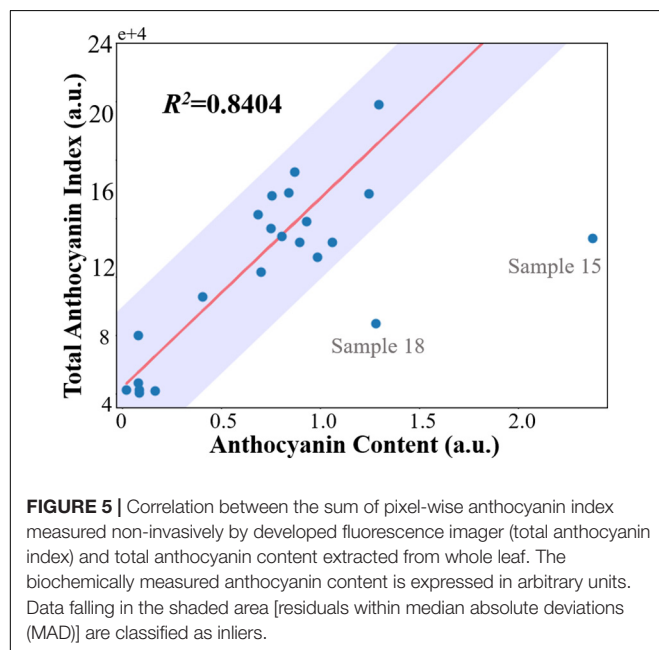 e+4
24
R²=0.8404
20
16
12
8
4
Total Anthocyanin Index (a.u.)
Sample 15
Sample 18
0 0.5 1.0 1.5 2.0
Anthocyanin Content (a.u.)
FIGURE 5 | Correlation between the sum of pixel-wise anthocyanin index
measured non-invasively by developed fluorescence imager (total anthocyanin
index) and total anthocyanin content extracted from whole leaf. The
biochemically measured anthocyanin content is expressed in arbitrary units.
Data falling in the shaded area [residuals within median absolute deviations
(MAD)] are classified as inliers.